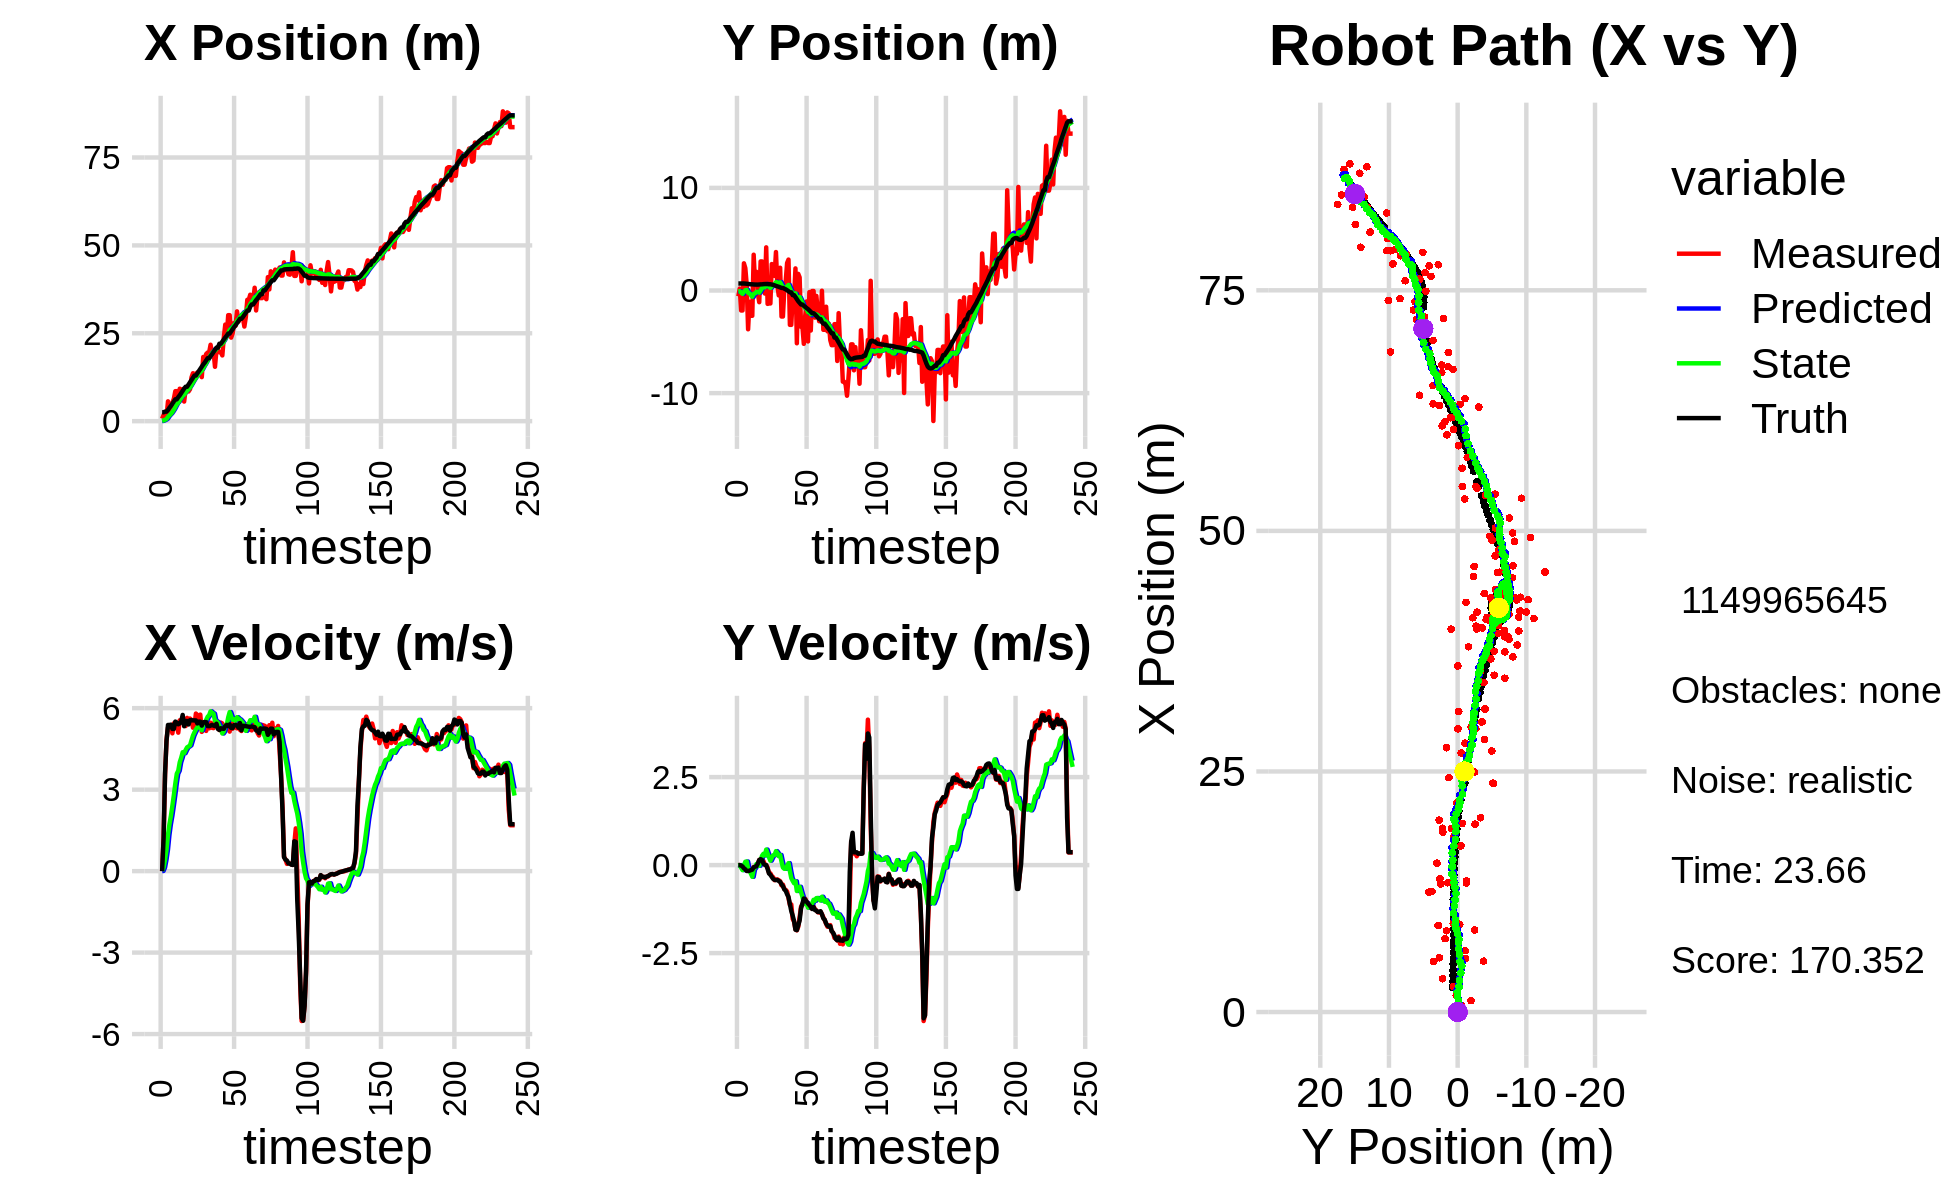 X Position (m)
75
50
25
0
0 50 100 150 200 250
timestep
Y Position (m)
10
0
-10
0 50 100 150 200 250
timestep
X Velocity (m/s)
6
3
0
-3
-6
0 50 100 150 200 250
timestep
Y Velocity (m/s)
2.5
0.0
-2.5
0 50 100 150 200 250
timestep
Robot Path (X vs Y)
X Position (m)
75
50
25
0
20 10 0 -10 -20
Y Position (m)
variable
Measured
Predicted
State
Truth
1149965645
Obstacles: none
Noise: realistic
Time: 23.66
Score: 170.352